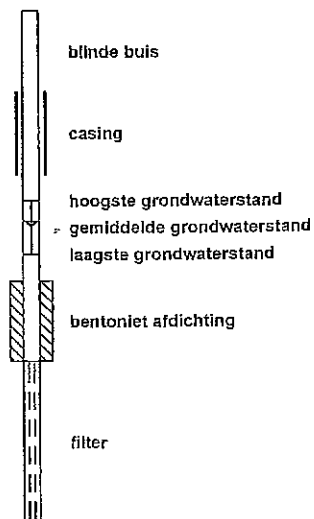 blinde buis
casing
hoogste grondwaterstand
gemiddelde grondwaterstand
laagste grondwaterstand
bentoniet afdichting
filter